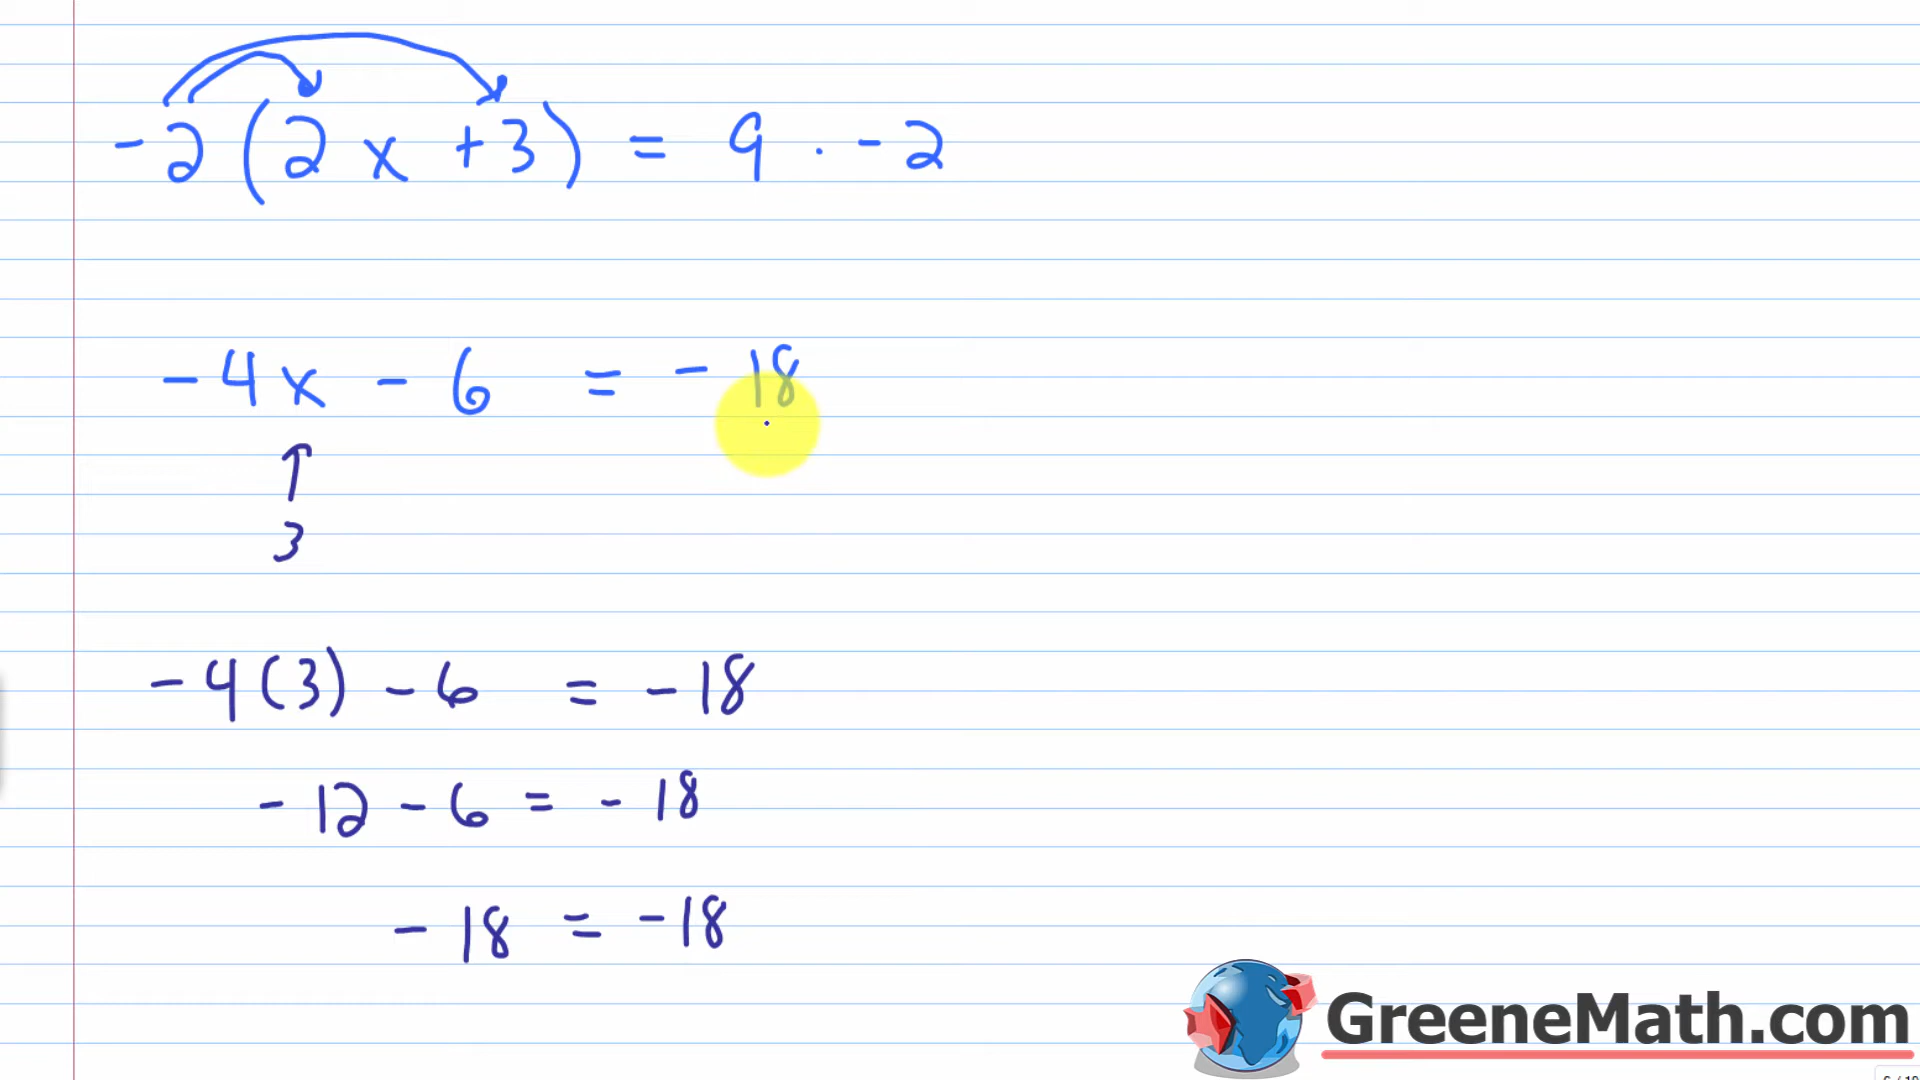 -2(2x+3) = 9 · -2
-4x - 6 = -18
3
-4(3) - 6 = -18
-12 - 6 = -18
-18 = -18
GreeneMath.com